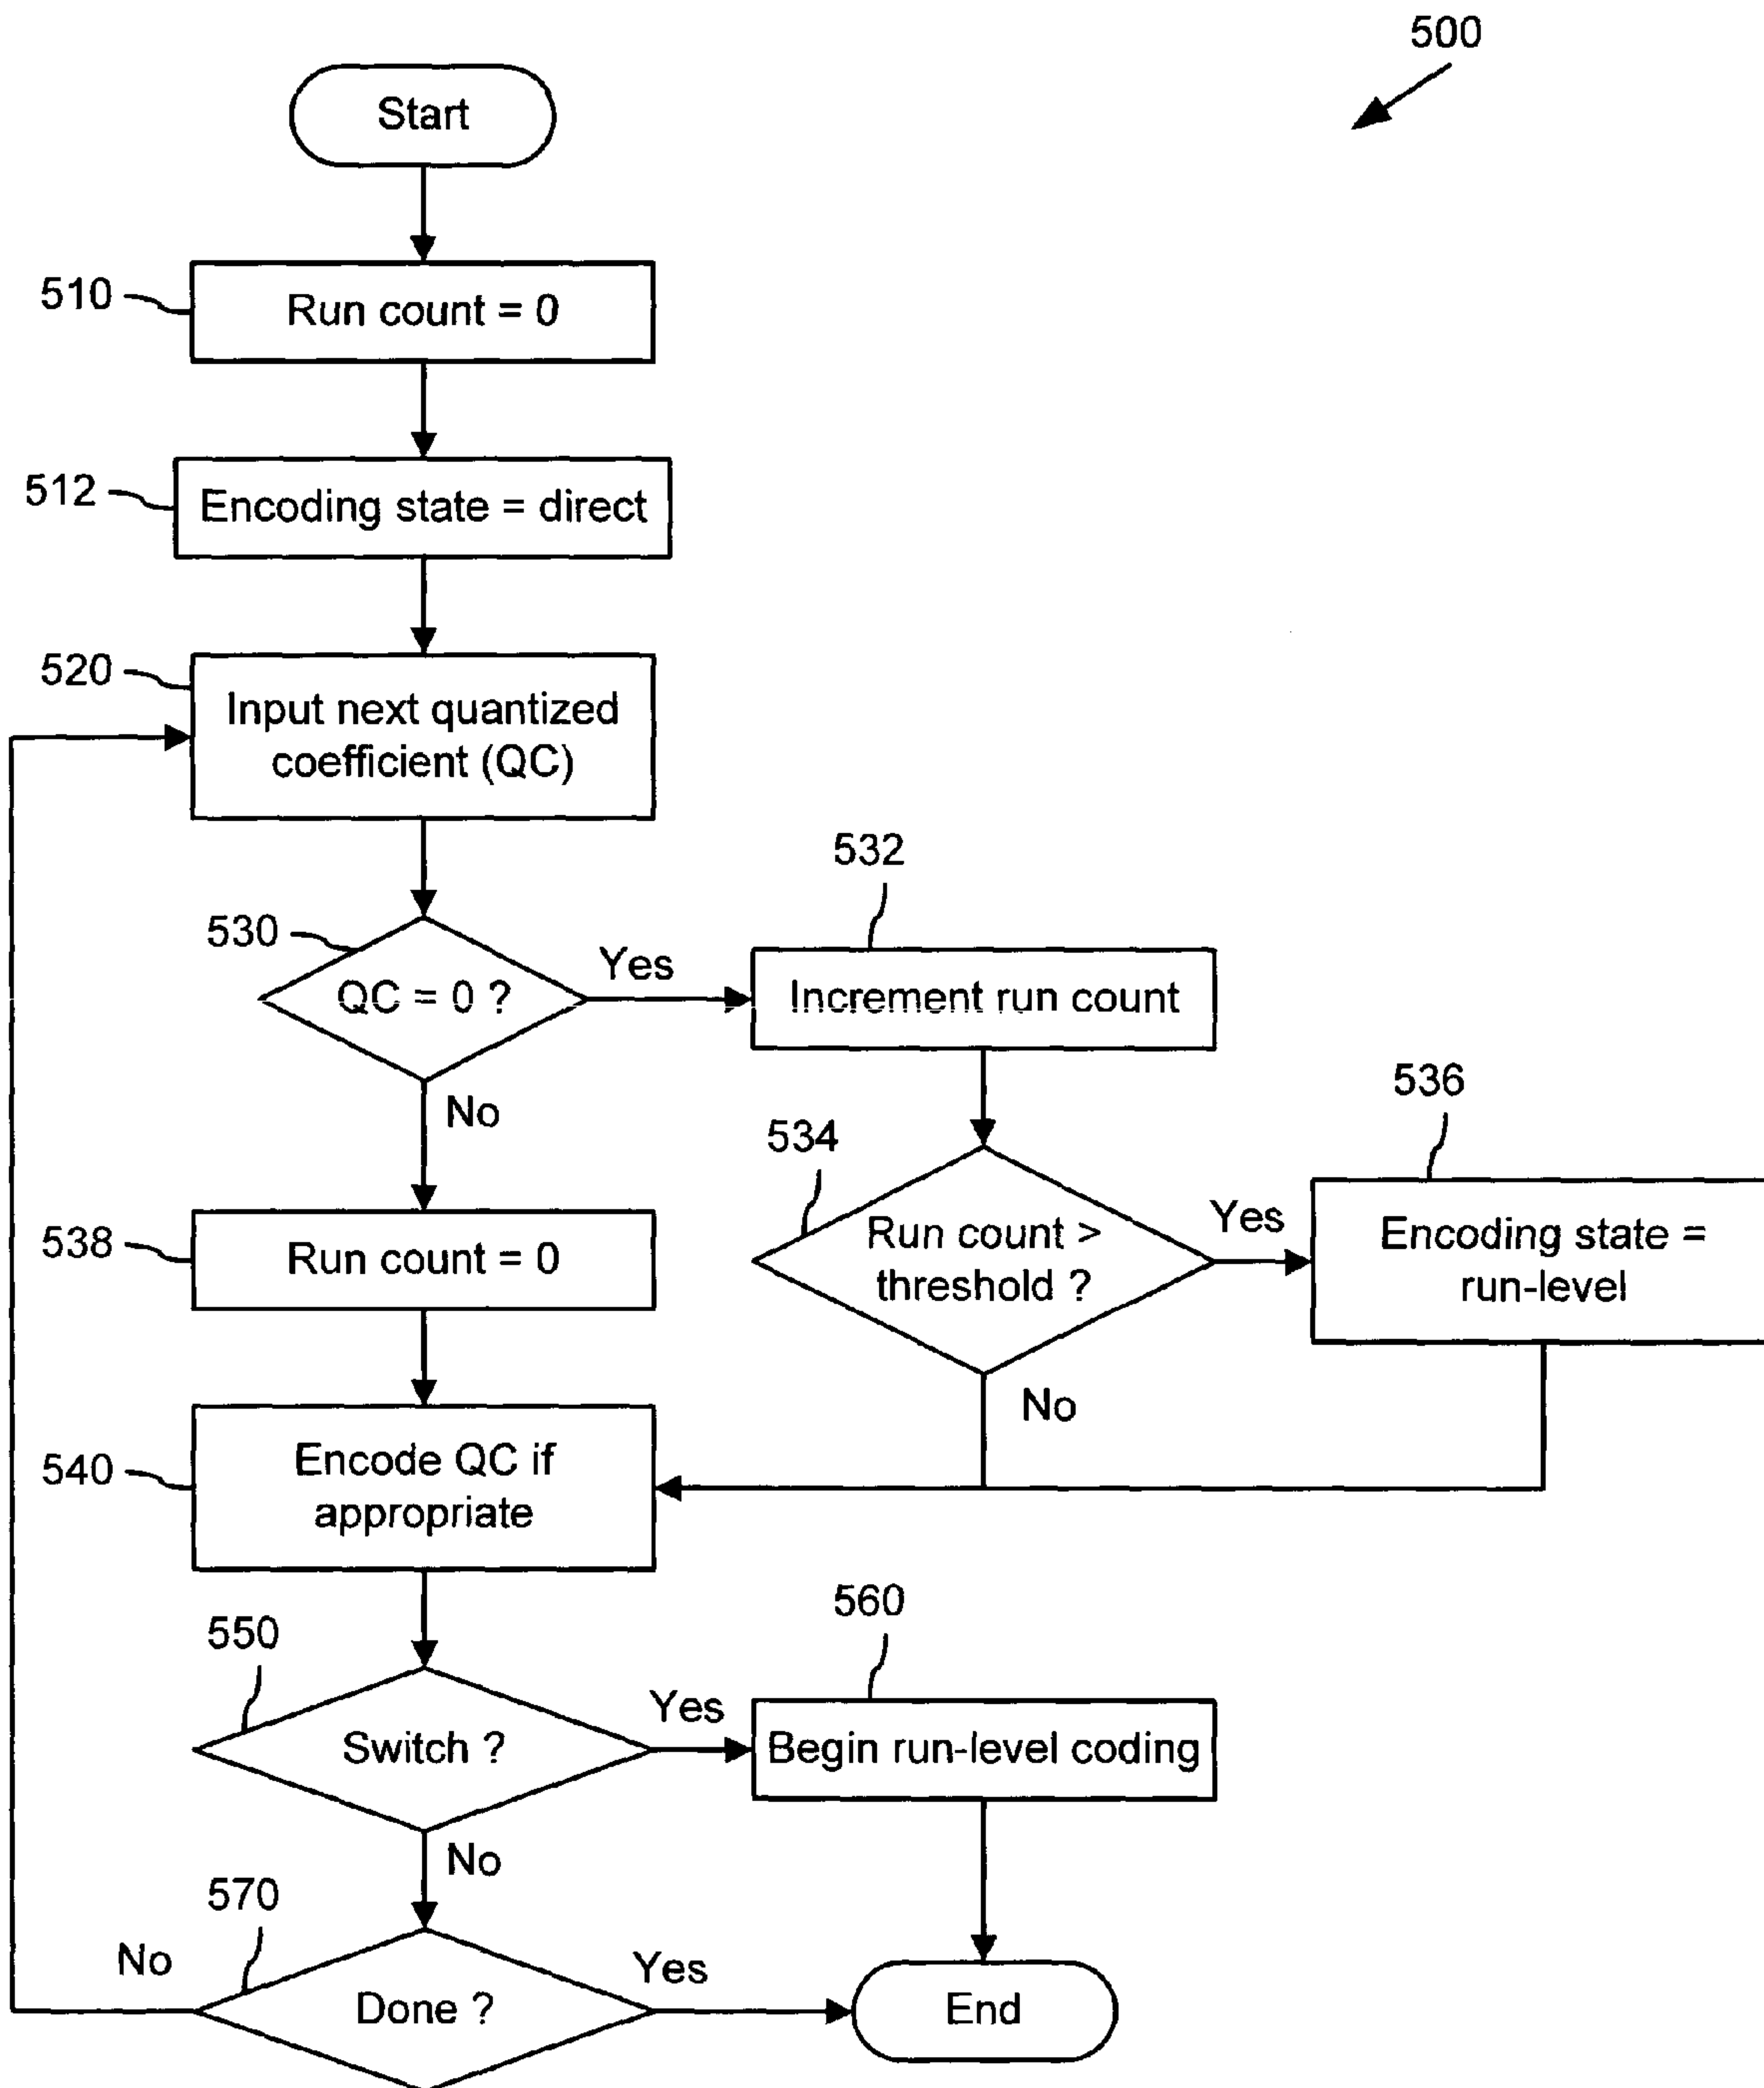 500
Start
510
Run count = 0
512
Encoding state = direct
520
Input next quantized
coefficient (QC)
530
QC = 0 ?
Yes
No
532
Increment run count
534
Run count >
threshold ?
Yes
No
536
Encoding state =
run-level
538
Run count = 0
540
Encode QC if
appropriate
550
Switch ?
Yes
No
560
Begin run-level coding
570
Done ?
No
Yes
End